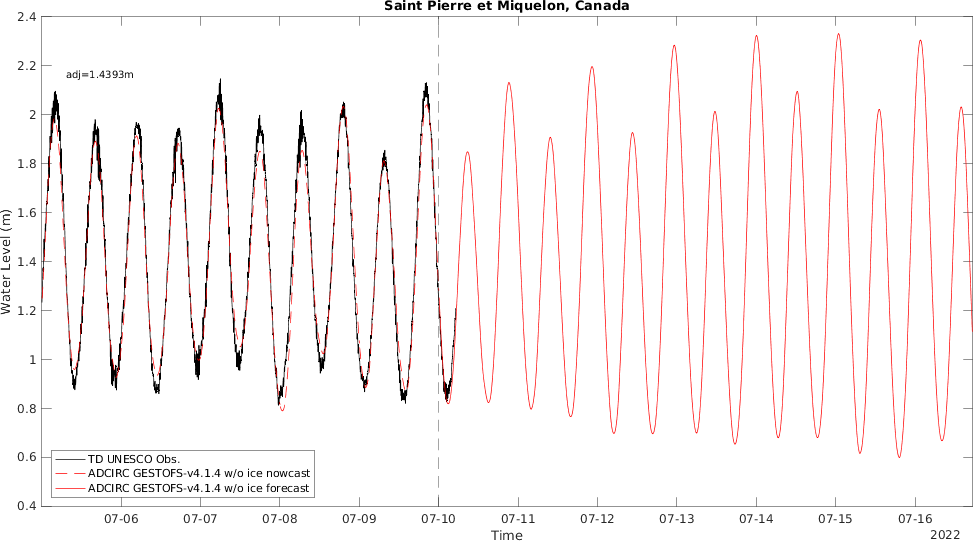 Saint Pierre et Miquelon, Canada
2.4
adj=1.4393m
2.2
2
1.8
1.6
1.4
1.2
1
0.8
0.6
0.4
Water Level (m)
TD UNESCO Obs.
ADCIRC GESTOFS-v4.1.4 w/o ice nowcast
ADCIRC GESTOFS-v4.1.4 w/o ice forecast
07-06 07-07 07-08 07-09 07-10 07-11 07-12 07-13 07-14 07-15 07-16
Time
2022